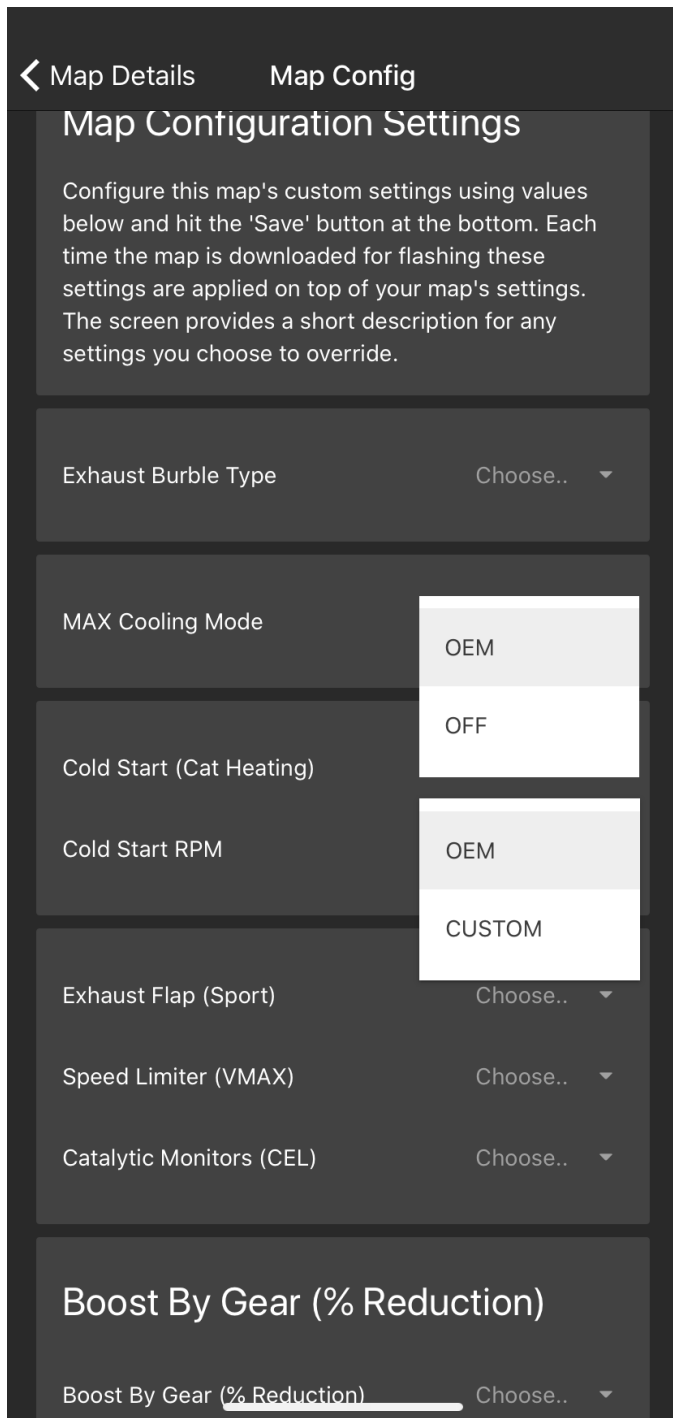 Map Details
Map Config
Map Configuration Settings
Configure this map's custom settings using values
below and hit the 'Save' button at the bottom. Each
time the map is downloaded for flashing these
settings are applied on top of your map's settings.
The screen provides a short description for any
settings you choose to override.
Exhaust Burble Type Choose..
MAX Cooling Mode
OEM
OFF
Cold Start (Cat Heating)
Cold Start RPM
OEM
CUSTOM
Exhaust Flap (Sport) Choose..
Speed Limiter (VMAX) Choose..
Catalytic Monitors (CEL) Choose..
Boost By Gear (% Reduction)
Boost By Gear (% Reduction) Choose..